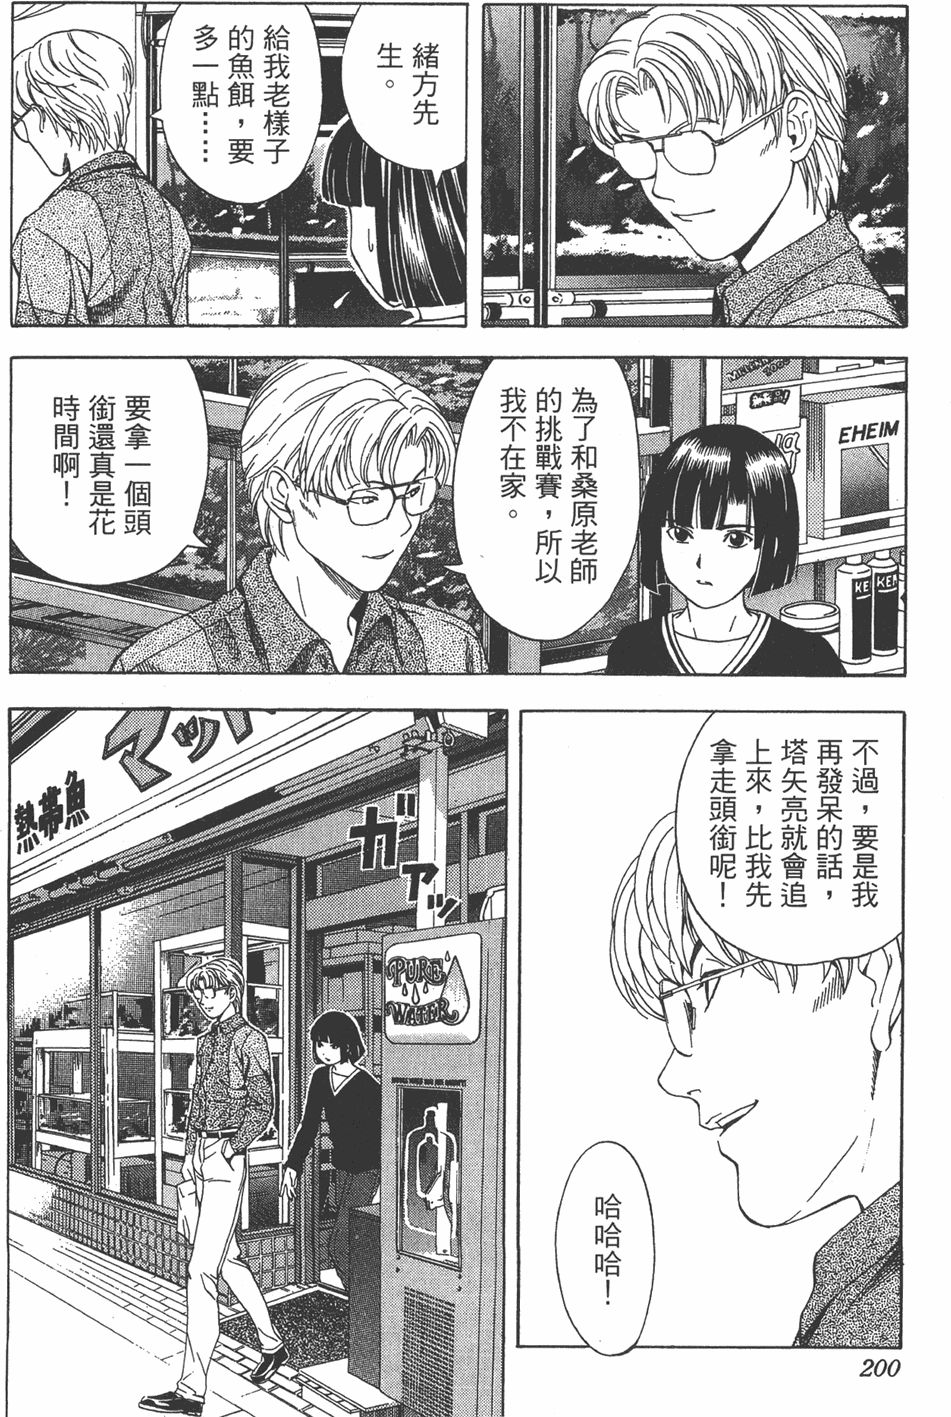 緒方先
生。
給我老樣子
的魚餌，要
多一點……
EHEIM
KE
KE
為了和桑原老師
的挑戰賽，所以
我不在家。
要拿一個頭
銜還真是花
時間啊！
不過，要是我
再發呆的話，
塔矢亮就會追
上來，比我先
拿走頭銜呢！
哈哈哈！
熱帯魚
ガアッ
PURE
WATER
200